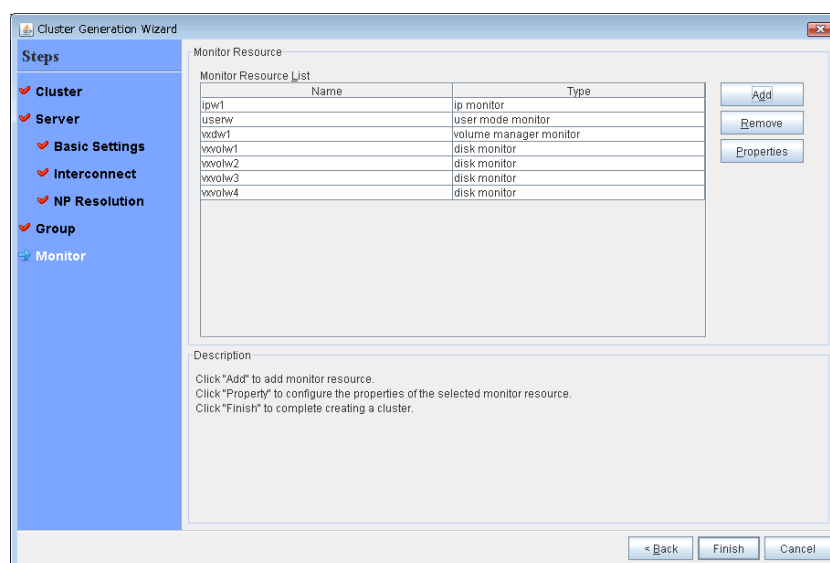 Cluster Generation Wizard
Steps
Cluster
Server
Basic Settings
Interconnect
NP Resolution
Group
Monitor
Monitor Resource
Monitor Resource List
Name Type
ipw1 ip monitor
userw user mode monitor
vxdw1 volume manager monitor
vxvolw1 disk monitor
vxvolw2 disk monitor
vxvolw3 disk monitor
vxvolw4 disk monitor
Add
Remove
Properties
Description
Click "Add" to add monitor resource.
Click "Property" to configure the properties of the selected monitor resource.
Click "Finish" to complete creating a cluster.
< Back Finish Cancel